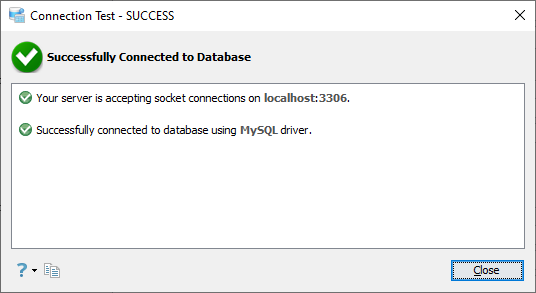 Connection Test - SUCCESS
Successfully Connected to Database
Your server is accepting socket connections on localhost:3306.
Successfully connected to database using MySQL driver.
?
Close